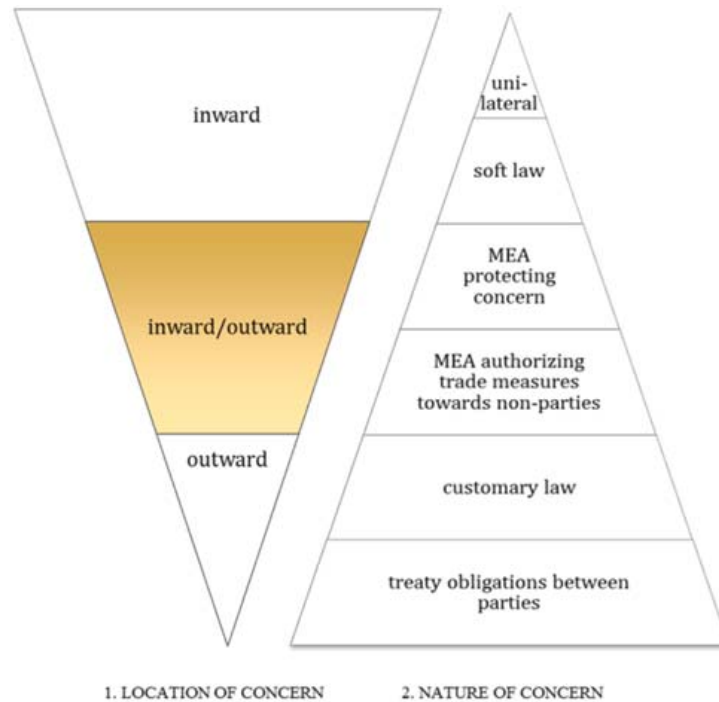 inward
inward/outward
outward
uni-
lateral
soft law
MEA
protecting
concern
MEA authorizing
trade measures
towards non-parties
customary law
treaty obligations between
parties
1. LOCATION OF CONCERN
2. NATURE OF CONCERN